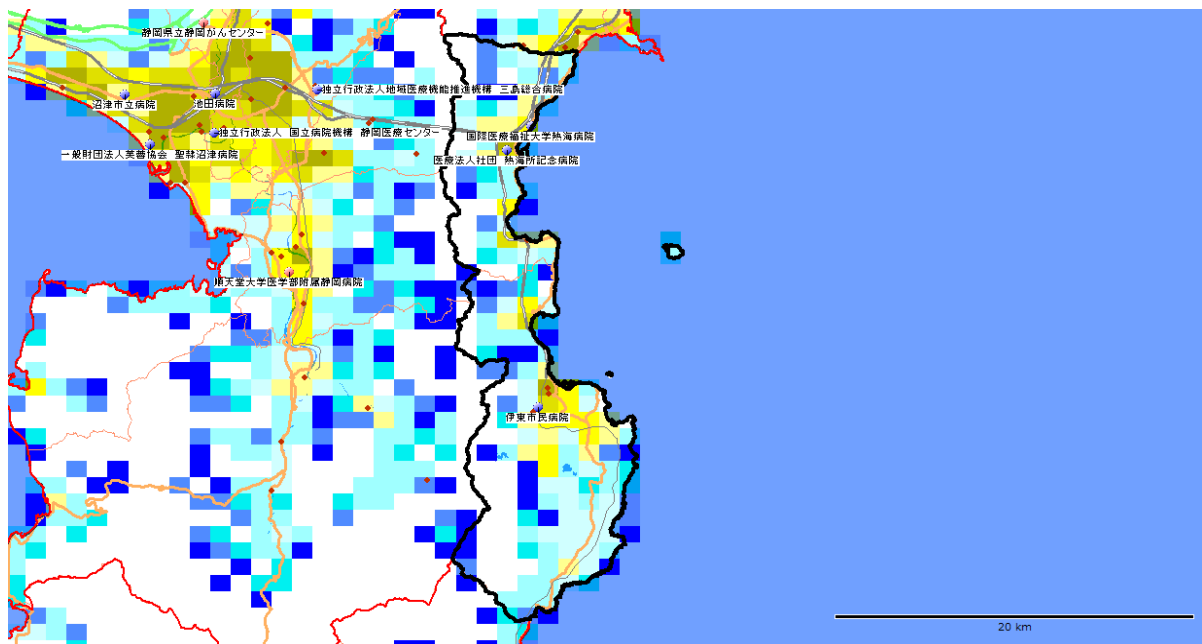 静岡県立静岡がんセンター
独立行政法人地域医療機能推進機構 三島総合病院
沼津市立病院
池田病院
独立行政法人 国立病院機構 静岡医療センター
国際医療福祉大学熱海病院
一般財団法人芙蓉協会 聖隷沼津病院
医療法人社団 熱海所記念病院
順天堂大学医学部附属静岡病院
伊東市民病院
20 km